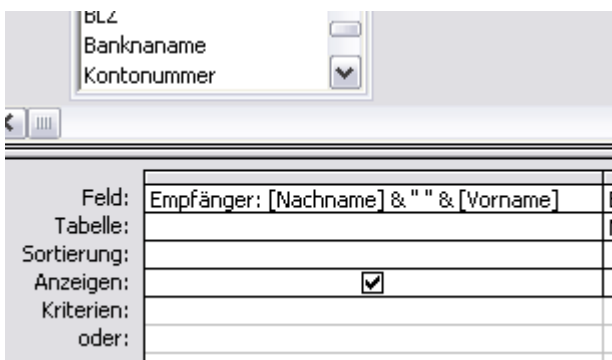 BLZ
Banknaname
Kontonummer
Feld: Empfänger: [Nachname] & " " & [Vorname]
Tabelle:
Sortierung:
Anzeigen:
Kriterien:
oder: